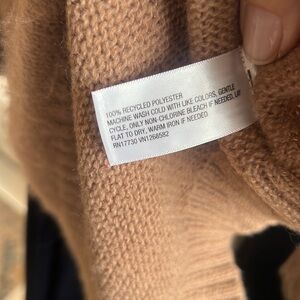 100% RECYCLED POLYESTER
MACHINE WASH COLD WITH LIKE COLORS, GENTLE
CYCLE, ONLY NON-CHLORINE BLEACH IF NEEDED, LAY
FLAT TO DRY, WARM IRON IF NEEDED
RN17730 VN1268582